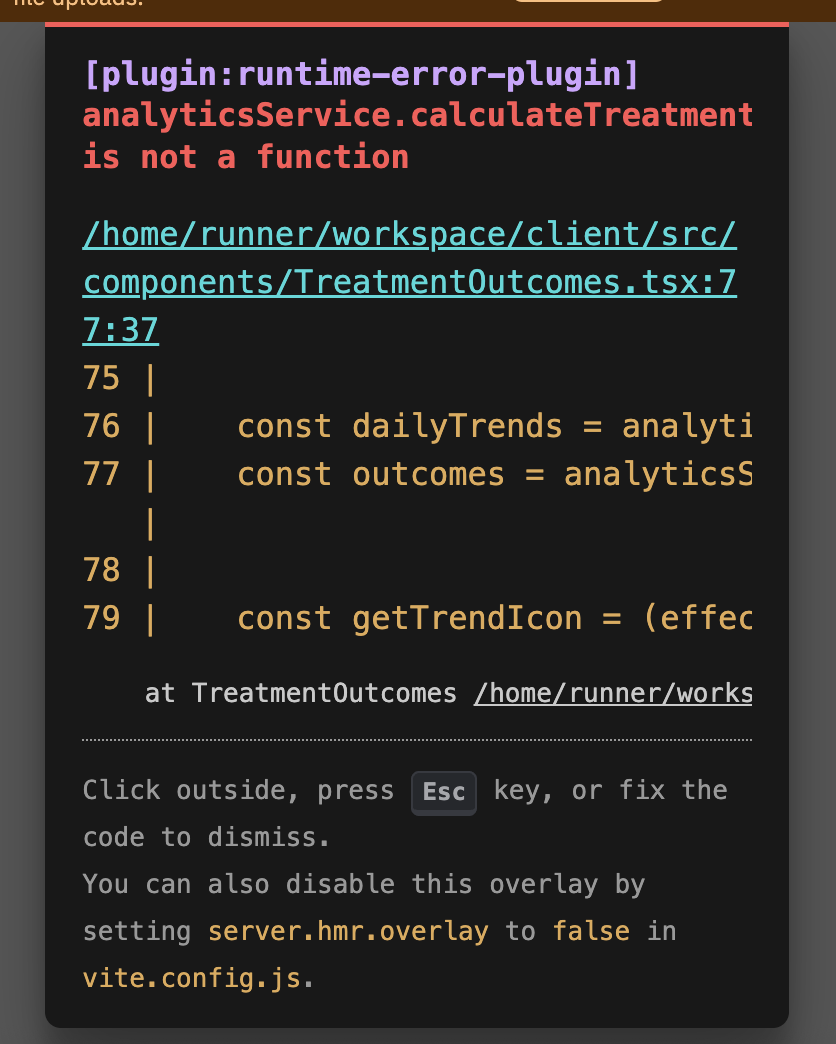 file uploads.
[plugin:runtime-error-plugin]
analyticsService.calculateTreatment
is not a function
/home/runner/workspace/client/src/
components/TreatmentOutcomes.tsx:7
7:37
75 |
76 |    const dailyTrends = analyti
77 |    const outcomes = analyticsS
   |
78 |
79 |    const getTrendIcon = (effec
at TreatmentOutcomes /home/runner/works
Click outside, press Esc key, or fix the
code to dismiss.
You can also disable this overlay by
setting server.hmr.overlay to false in
vite.config.js.